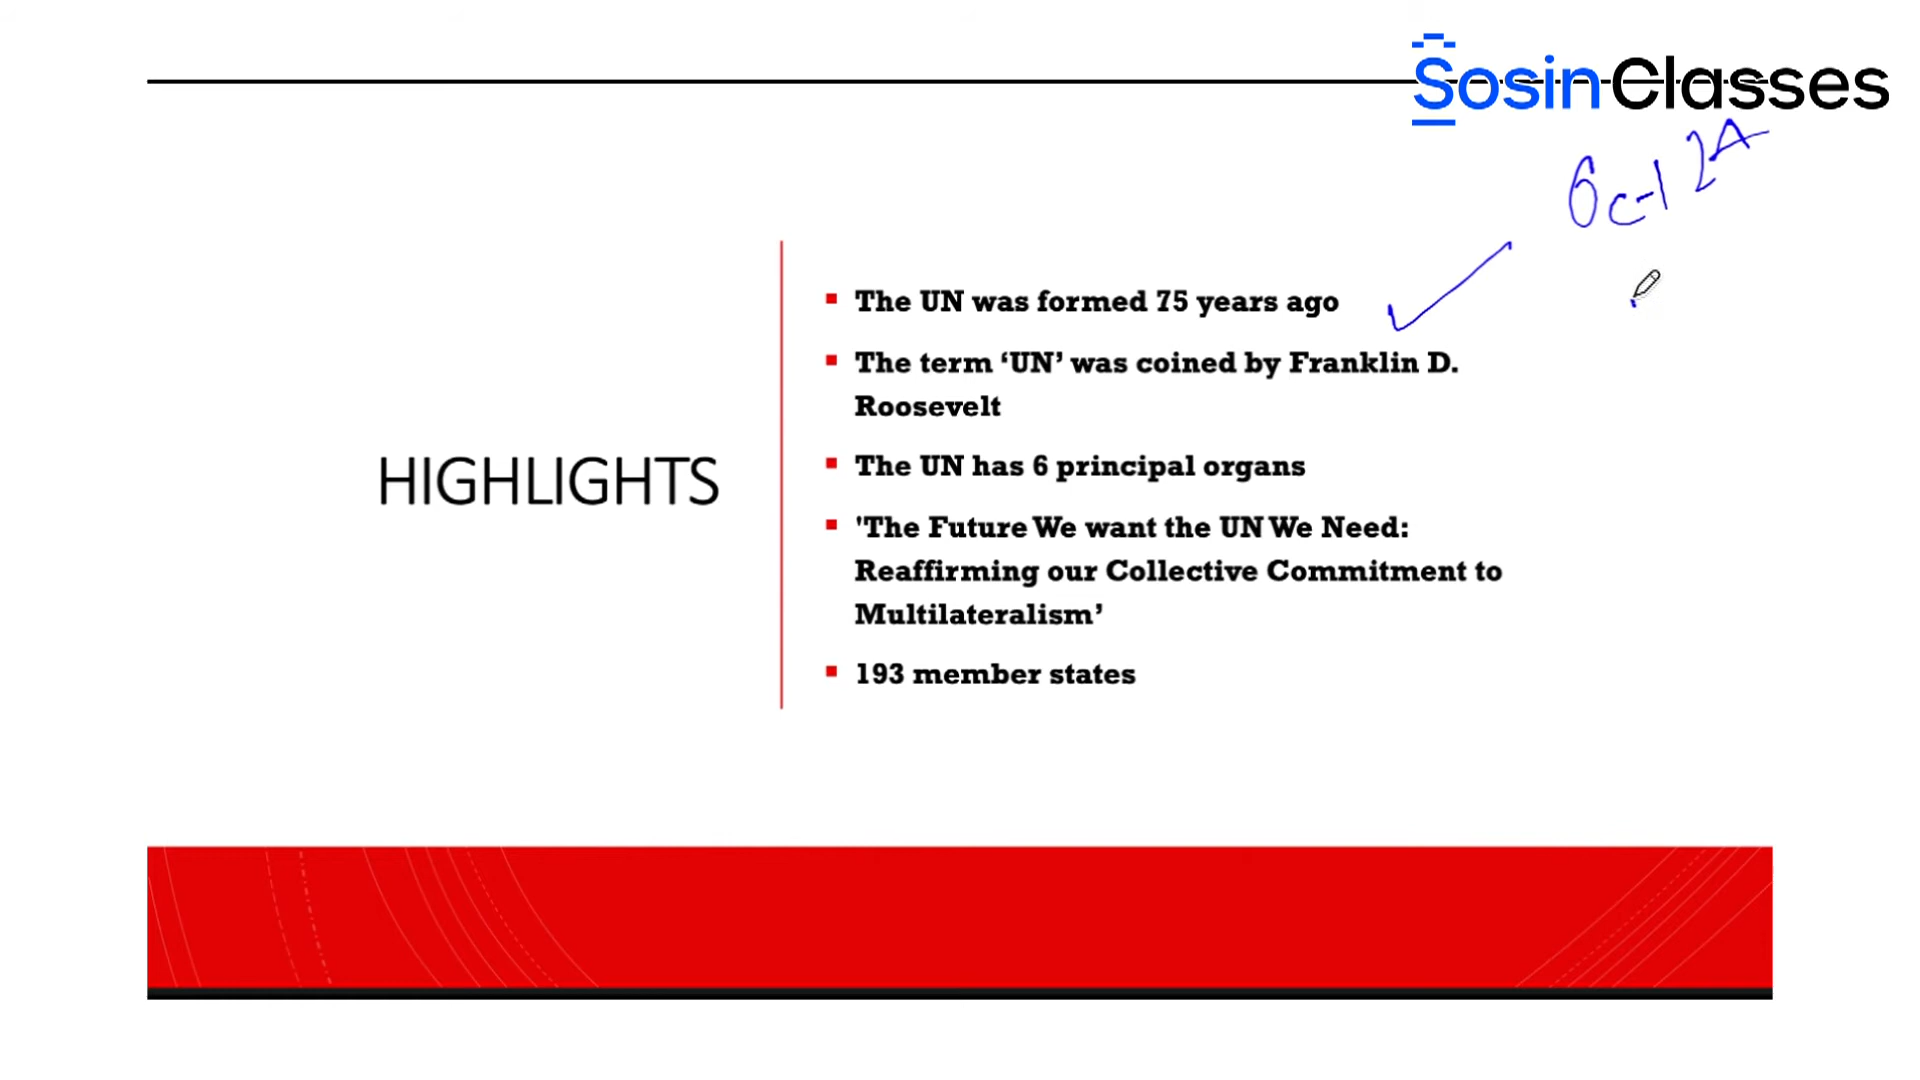 SosinClasses
6c-12A
The UN was formed 75 years ago
The term ‘UN’ was coined by Franklin D.
Roosevelt
The UN has 6 principal organs
HIGHLIGHTS
'The Future We want the UN We Need:
Reaffirming our Collective Commitment to
Multilateralism’
193 member states